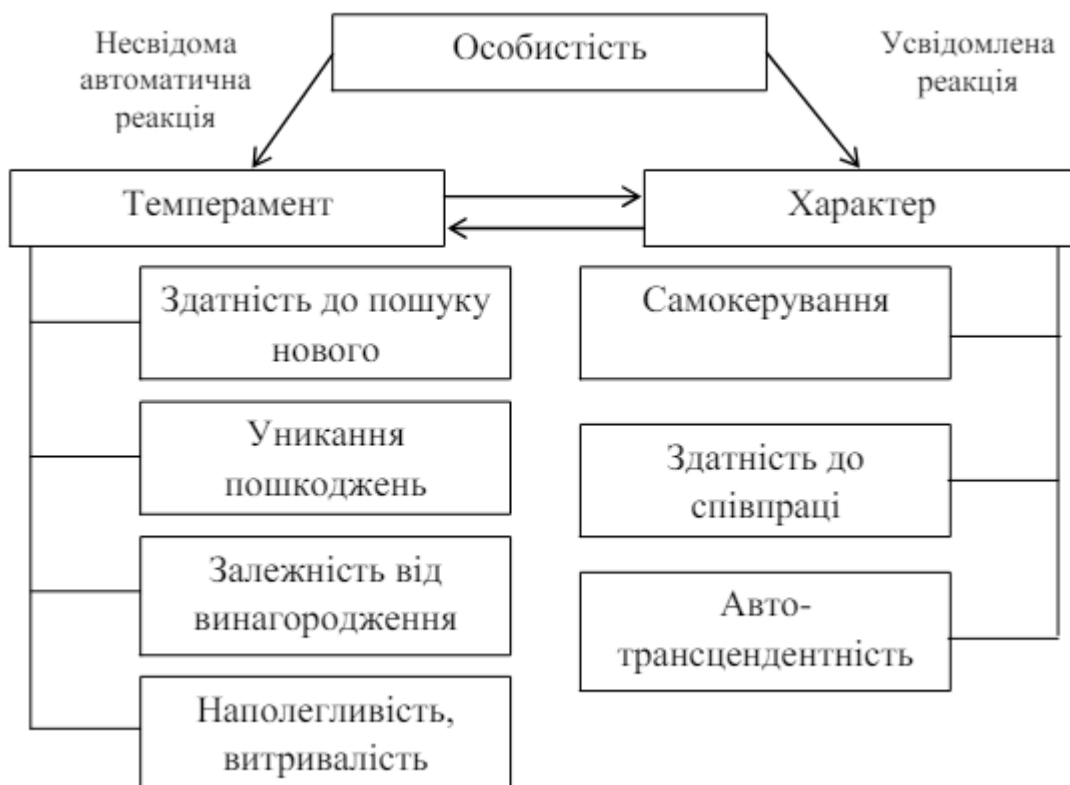 Несвідома
автоматична
реакція
Особистість
Усвідомлена
реакція
Темперамент
Характер
Здатність до пошуку
нового
Уникання
пошкоджень
Залежність від
винагородження
Наполегливість,
витривалість
Самокерування
Здатність до
співпраці
Авто-
трансцендентність